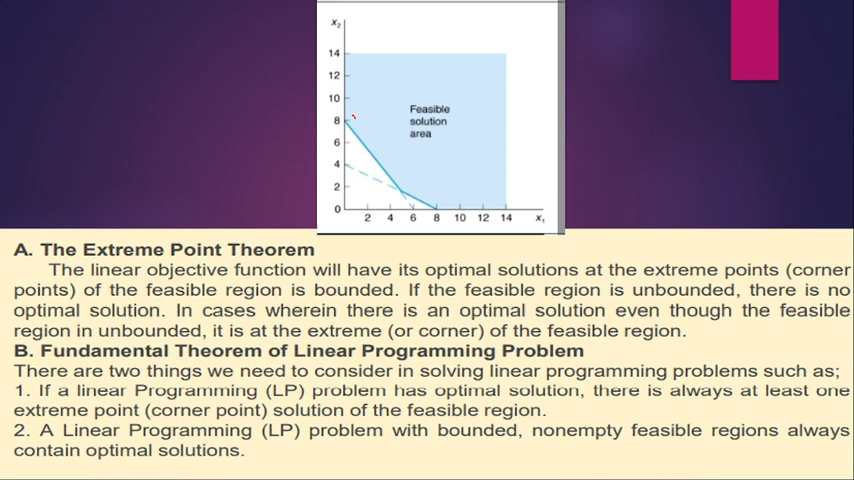 x₂
14
12
10
8
6
4
2
0
Feasible
solution
area
2 4 6 8 10 12 14 x₁
A. The Extreme Point Theorem
The linear objective function will have its optimal solutions at the extreme points (corner
points) of the feasible region is bounded. If the feasible region is unbounded, there is no
optimal solution. In cases wherein there is an optimal solution even though the feasible
region in unbounded, it is at the extreme (or corner) of the feasible region.
B. Fundamental Theorem of Linear Programming Problem
There are two things we need to consider in solving linear programming problems such as;
1. If a linear Programming (LP) problem has optimal solution, there is always at least one
extreme point (corner point) solution of the feasible region.
2. A Linear Programming (LP) problem with bounded, nonempty feasible regions always
contain optimal solutions.